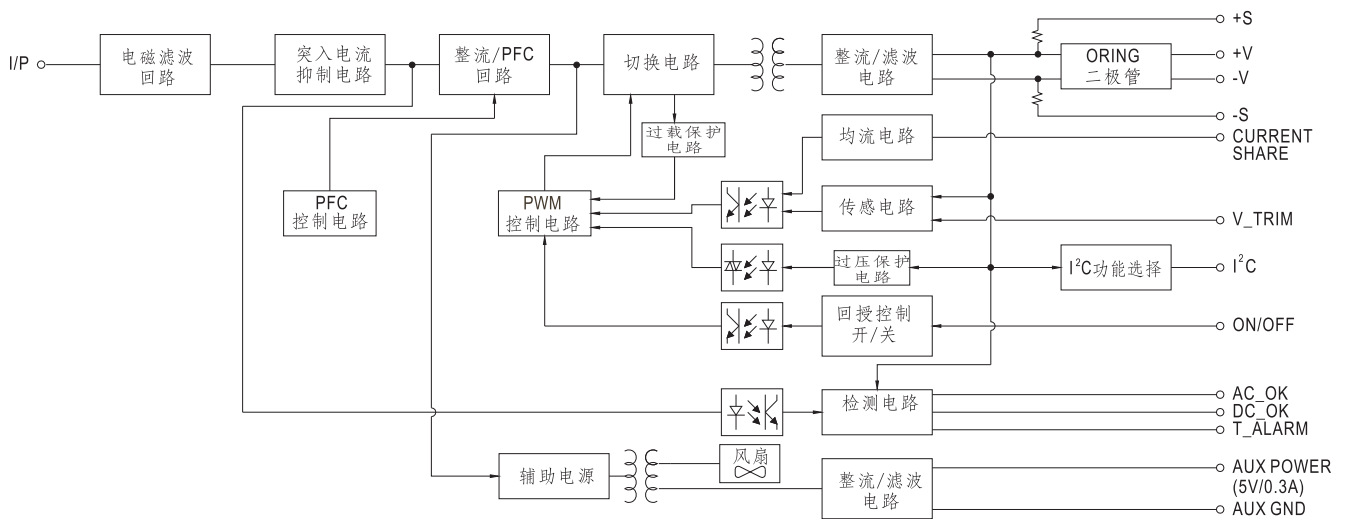 +S
I/P
电磁滤波
回路
突入电流
抑制电路
整流/PFC
回路
切换电路
整流/滤波
电路
ORING
二极管
+V
-V
-S
过载保护
电路
均流电路
CURRENT
SHARE
PFC
控制电路
PWM
控制电路
传感电路
V_TRIM
过压保护
电路
I²C功能选择
I²C
回授控制
开/关
ON/OFF
检测电路
AC_OK
DC_OK
T_ALARM
辅助电源
风扇
整流/滤波
电路
AUX POWER
(5V/0.3A)
AUX GND